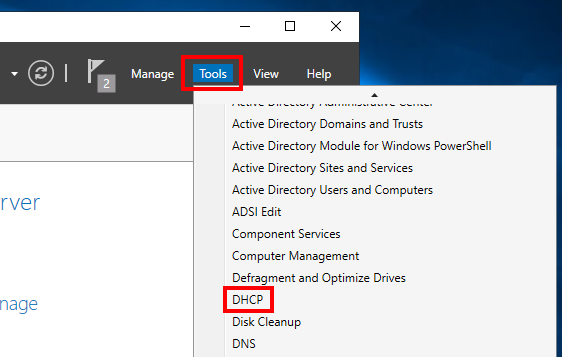 Manage Tools View Help
2
Active Directory Administrative Center
Active Directory Domains and Trusts
Active Directory Module for Windows PowerShell
Active Directory Sites and Services
Active Directory Users and Computers
ADSI Edit
Component Services
Computer Management
Defragment and Optimize Drives
DHCP
Disk Cleanup
DNS
rver
nage